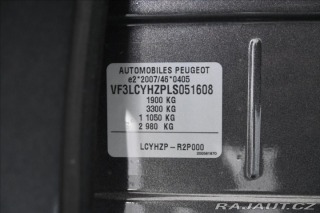 AUTOMOBILES PEUGEOT
e2*2007/46*0405
VF3LCYHZPLS051608
1900 KG
3300 KG
1 1050 KG
2 980 KG
LCYHZP-R2P000
RAJAUT.CZ